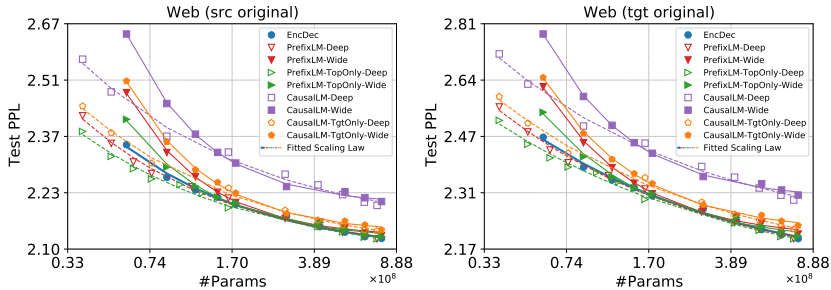 Web (src original)
2.67
2.51
2.37
2.23
2.10
Test PPL
0.33
0.74
1.70
3.89
8.88
#Params
×10⁸
EncDec
PrefixLM-Deep
PrefixLM-Wide
PrefixLM-TopOnly-Deep
PrefixLM-TopOnly-Wide
CausalLM-Deep
CausalLM-Wide
CausalLM-TgtOnly-Deep
CausalLM-TgtOnly-Wide
Fitted Scaling Law
Web (tgt original)
2.81
2.64
2.47
2.31
2.17
Test PPL
0.33
0.74
1.70
3.89
8.88
#Params
×10⁸
EncDec
PrefixLM-Deep
PrefixLM-Wide
PrefixLM-TopOnly-Deep
PrefixLM-TopOnly-Wide
CausalLM-Deep
CausalLM-Wide
CausalLM-TgtOnly-Deep
CausalLM-TgtOnly-Wide
Fitted Scaling Law